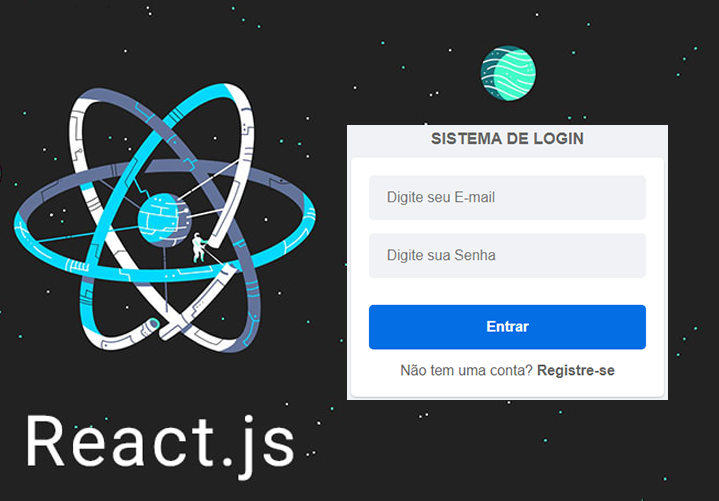 SISTEMA DE LOGIN
Digite seu E-mail
Digite sua Senha
Entrar
Não tem uma conta? Registre-se
React.js